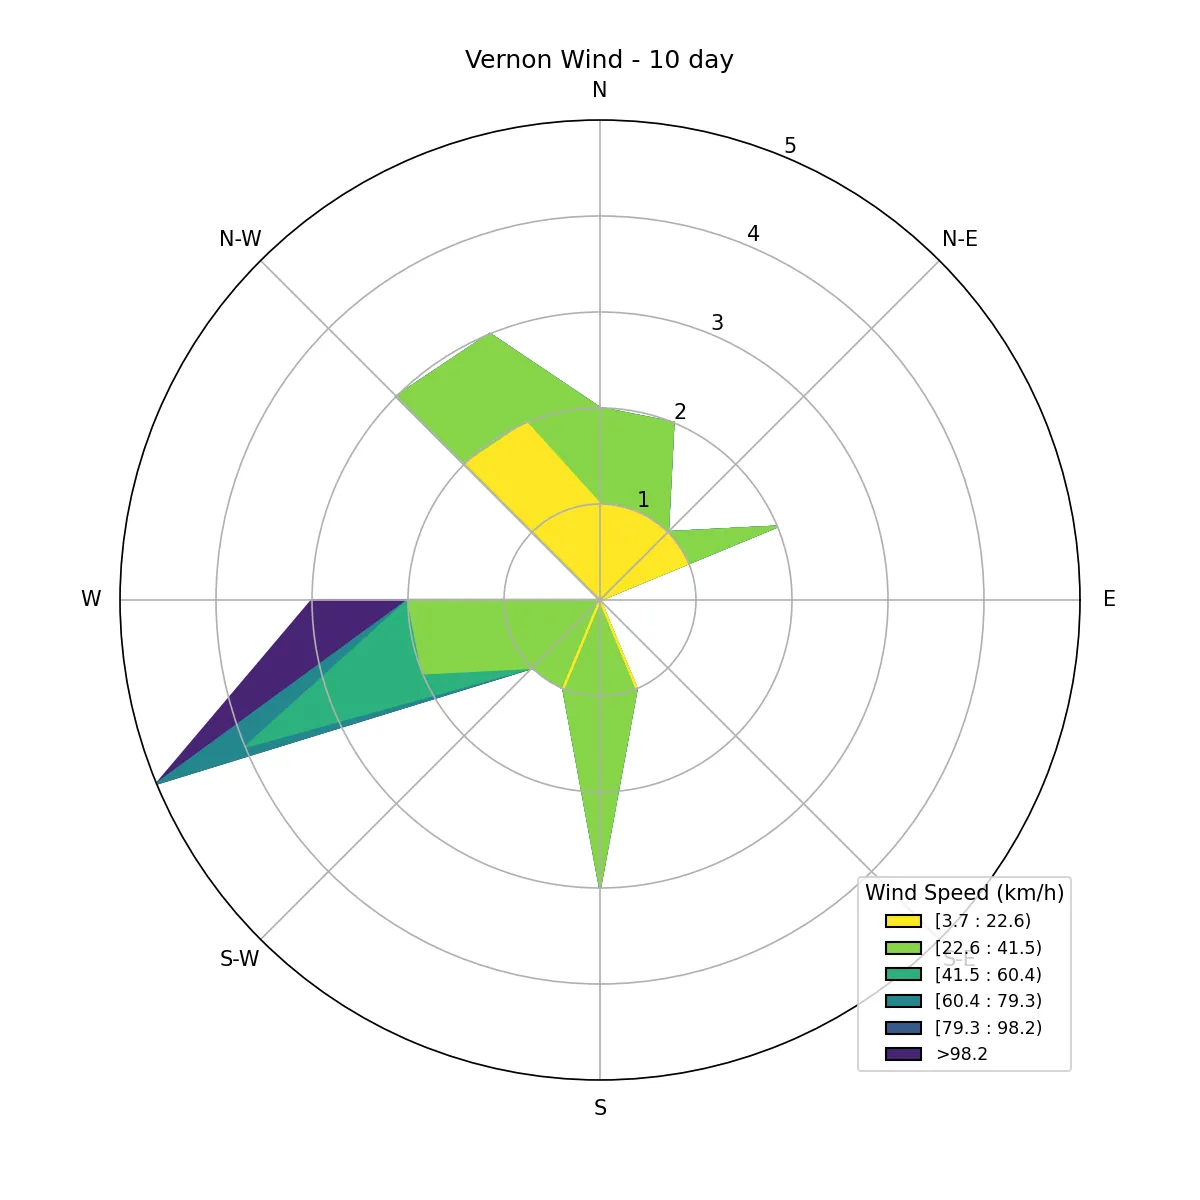 Vernon Wind - 10 day
N
5
N-W
4
N-E
3
2
1
W
E
S-W
S-E
S
Wind Speed (km/h)
[3.7 : 22.6)
[22.6 : 41.5)
[41.5 : 60.4)
[60.4 : 79.3)
[79.3 : 98.2)
>98.2